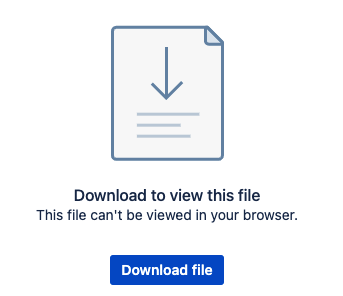 Download to view this file
This file can't be viewed in your browser.
Download file